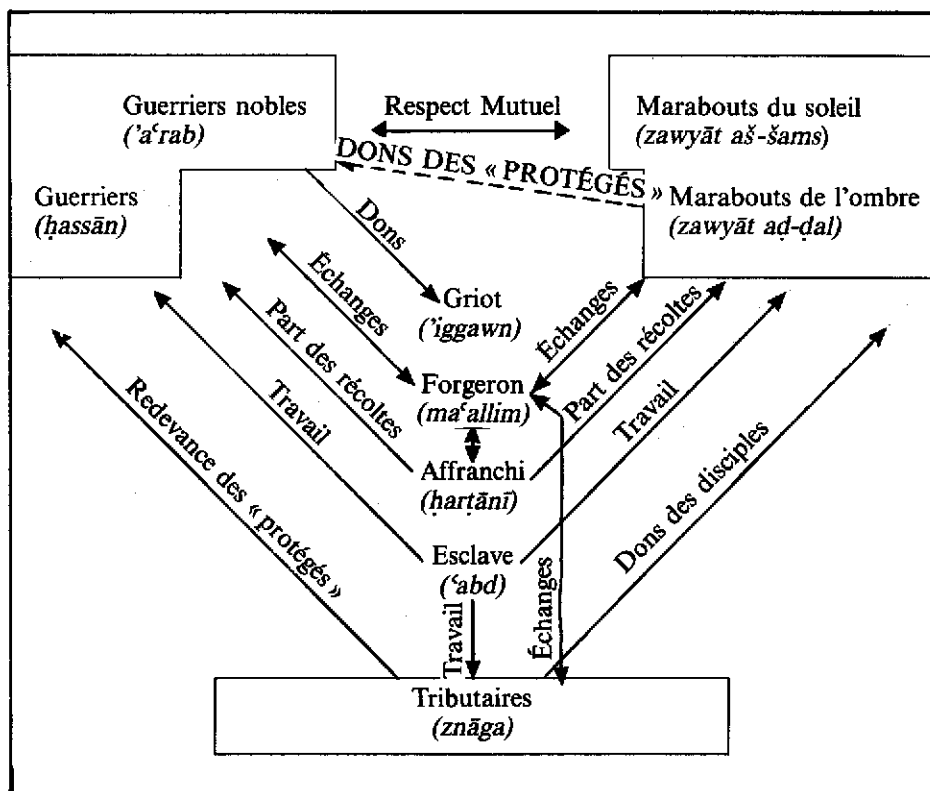 Guerriers nobles
('aʿrab)
Respect Mutuel
Marabouts du soleil
(zawyāt aš-šams)
DONS DES « PROTÉGÉS »
Guerriers
(ḥassān)
Marabouts de l'ombre
(zawyāt aḍ-ḍal)
Dons
Échanges
Griot
('iggawn)
Échanges
Part des récoltes
Part des récoltes
Forgeron
(maʿallim)
Travail
Travail
Redevance des « protégés »
Affranchi
(ḥarṭānī)
Dons des disciples
Esclave
(ʿabd)
Travail
Échanges
Tributaires
(znāga)